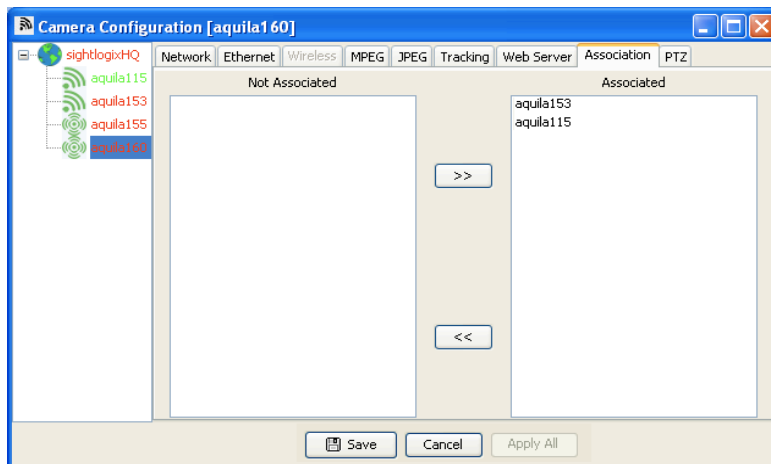 Camera Configuration [aquila160]
sightlogixHQ
aquila115
aquila153
aquila155
aquila160
Network Ethernet Wireless MPEG JPEG Tracking Web Server Association PTZ
Not Associated
Associated
aquila153
aquila115
>>
<<
Save Cancel Apply All